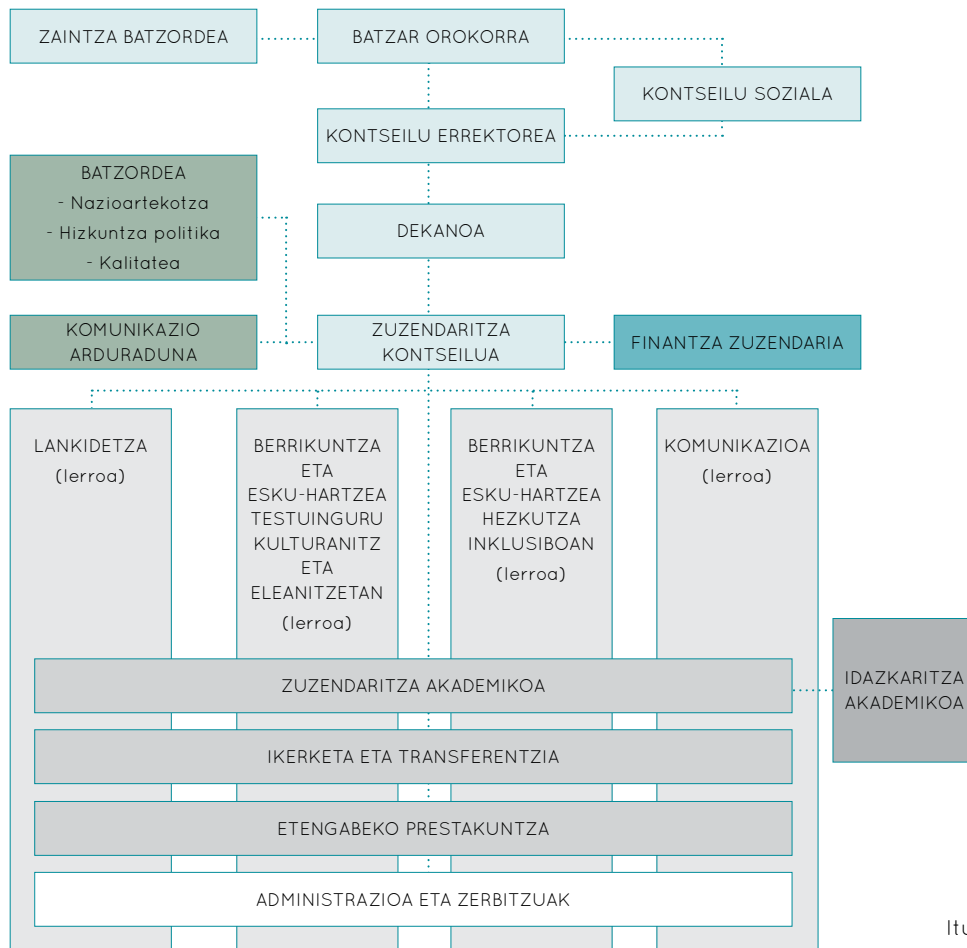 ZAINTZA BATZORDEA
BATZAR OROKORRA
KONTSEILU SOZIALA
KONTSEILU ERREKTOREA
BATZORDEA
- Nazioartekotza
- Hizkuntza politika
- Kalitatea
DEKANOA
KOMUNIKAZIO
ARDURADUNA
ZUZENDARITZA
KONTSEILUA
FINANTZA ZUZENDARIA
LANKIDETZA
(lerroa)
BERRIKUNTZA
ETA
ESKU-HARTZEA
TESTUINGURU
KULTURANITZ
ETA
ELEANITZETAN
(lerroa)
BERRIKUNTZA
ETA
ESKU-HARTZEA
HEZKUTZA
INKLUSIBOAN
(lerroa)
KOMUNIKAZIOA
(lerroa)
ZUZENDARITZA AKADEMIKOA
IDAZKARITZA
AKADEMIKOA
IKERKETA ETA TRANSFERENTZIA
ETENGABEKO PRESTAKUNTZA
ADMINISTRAZIOA ETA ZERBITZUAK